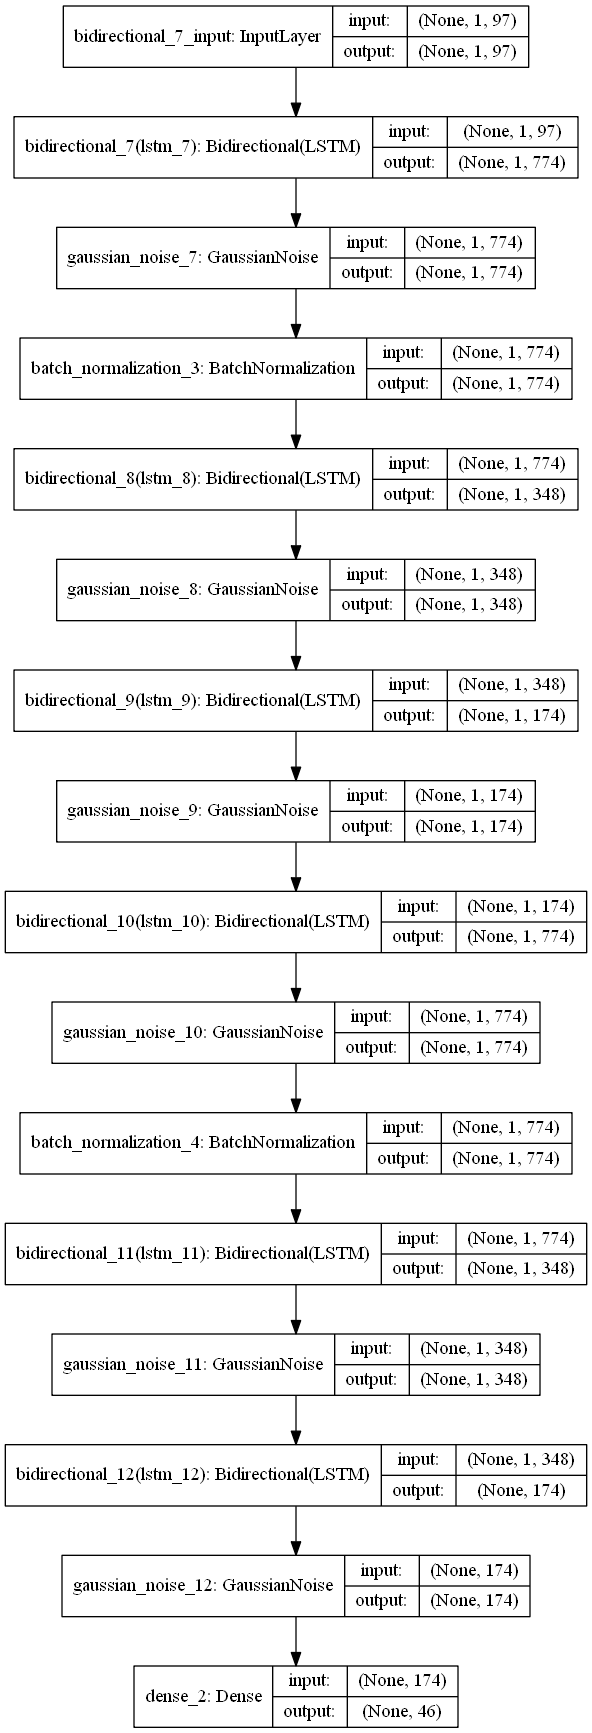 bidirectional_7_input: InputLayer
input:
(None, 1, 97)
output:
(None, 1, 97)
bidirectional_7(lstm_7): Bidirectional(LSTM)
input:
(None, 1, 97)
output:
(None, 1, 774)
gaussian_noise_7: GaussianNoise
input:
(None, 1, 774)
output:
(None, 1, 774)
batch_normalization_3: BatchNormalization
input:
(None, 1, 774)
output:
(None, 1, 774)
bidirectional_8(lstm_8): Bidirectional(LSTM)
input:
(None, 1, 774)
output:
(None, 1, 348)
gaussian_noise_8: GaussianNoise
input:
(None, 1, 348)
output:
(None, 1, 348)
bidirectional_9(lstm_9): Bidirectional(LSTM)
input:
(None, 1, 348)
output:
(None, 1, 174)
gaussian_noise_9: GaussianNoise
input:
(None, 1, 174)
output:
(None, 1, 174)
bidirectional_10(lstm_10): Bidirectional(LSTM)
input:
(None, 1, 174)
output:
(None, 1, 774)
gaussian_noise_10: GaussianNoise
input:
(None, 1, 774)
output:
(None, 1, 774)
batch_normalization_4: BatchNormalization
input:
(None, 1, 774)
output:
(None, 1, 774)
bidirectional_11(lstm_11): Bidirectional(LSTM)
input:
(None, 1, 774)
output:
(None, 1, 348)
gaussian_noise_11: GaussianNoise
input:
(None, 1, 348)
output:
(None, 1, 348)
bidirectional_12(lstm_12): Bidirectional(LSTM)
input:
(None, 1, 348)
output:
(None, 174)
gaussian_noise_12: GaussianNoise
input:
(None, 174)
output:
(None, 174)
dense_2: Dense
input:
(None, 174)
output:
(None, 46)